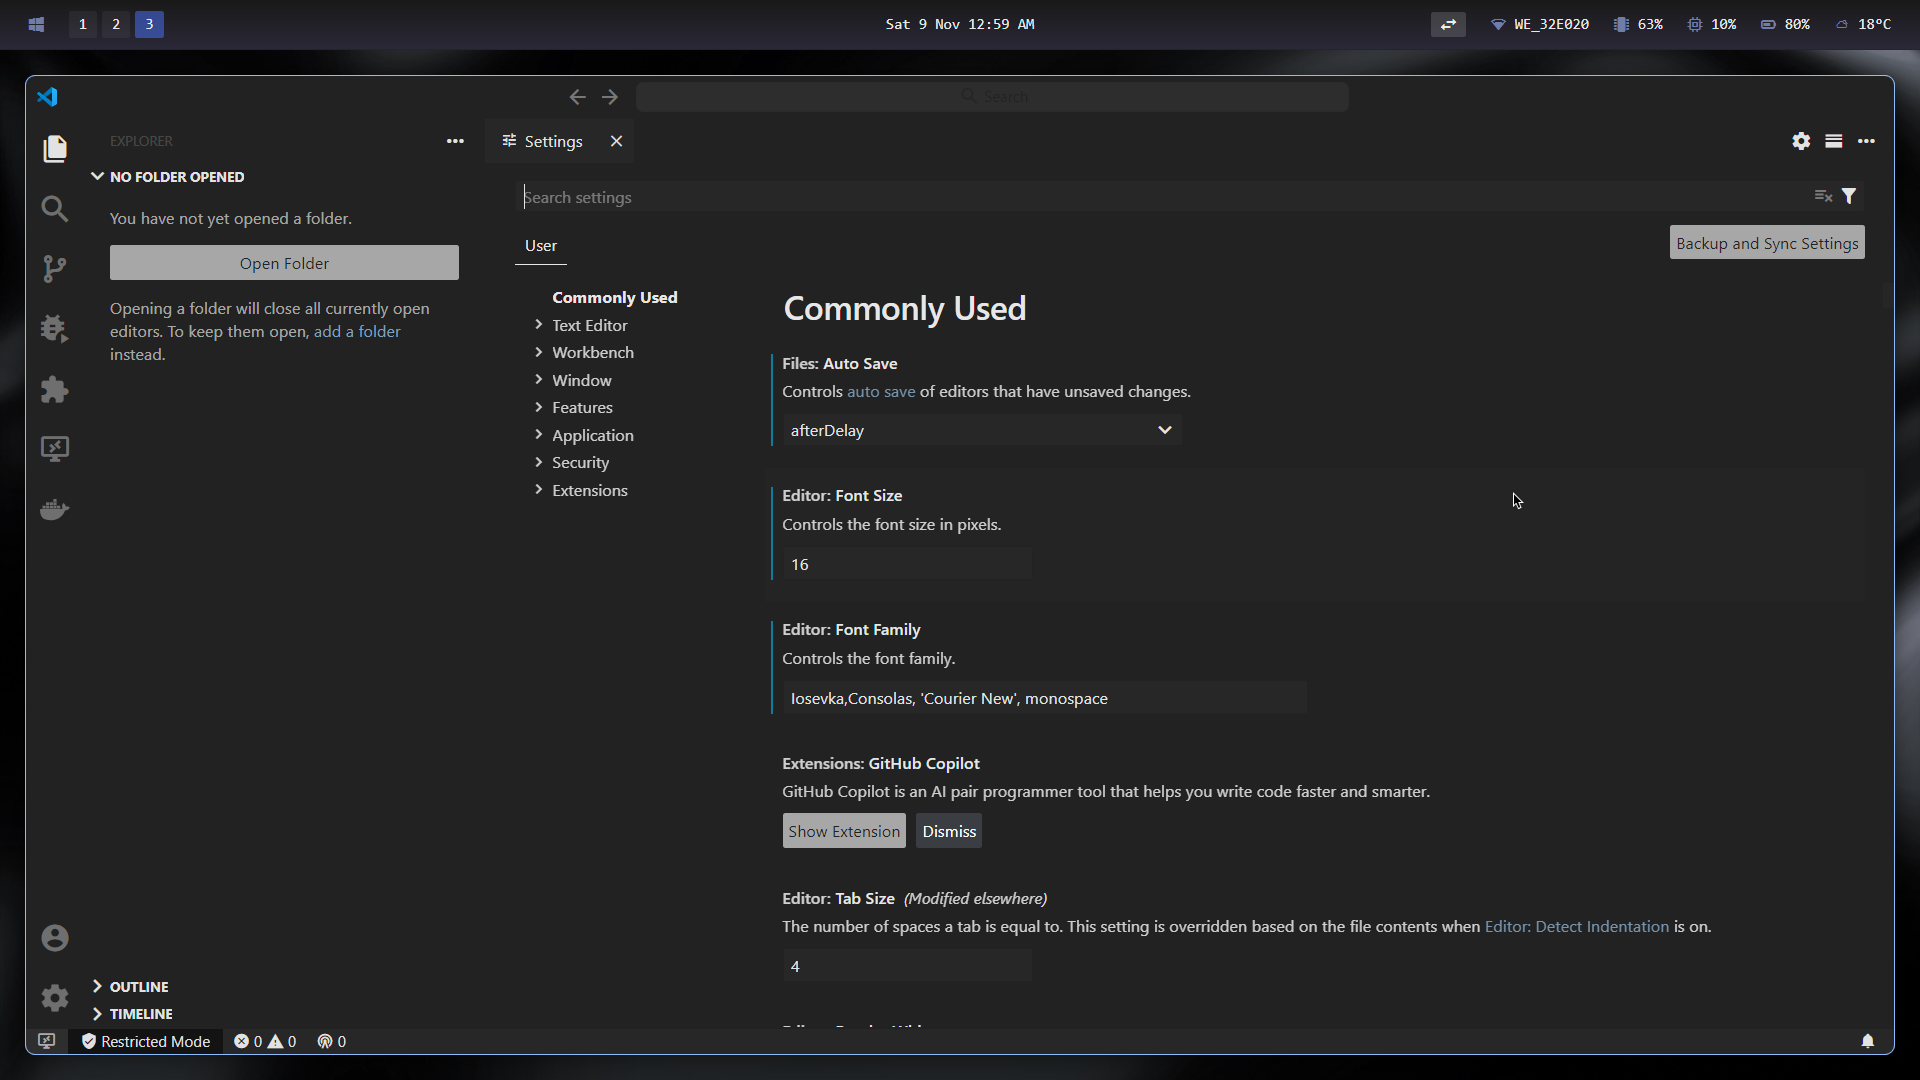 1 2 3 Sat 9 Nov 12:59 AM WE_32E020 63% 10% 80% 18°C
Search
EXPLORER
Settings
NO FOLDER OPENED
You have not yet opened a folder.
Open Folder
Opening a folder will close all currently open
editors. To keep them open, add a folder
instead.
OUTLINE
TIMELINE
Search settings
User
Backup and Sync Settings
Commonly Used
Text Editor
Workbench
Window
Features
Application
Security
Extensions
Commonly Used
Files: Auto Save
Controls auto save of editors that have unsaved changes.
afterDelay
Editor: Font Size
Controls the font size in pixels.
16
Editor: Font Family
Controls the font family.
Iosevka,Consolas, 'Courier New', monospace
Extensions: GitHub Copilot
GitHub Copilot is an AI pair programmer tool that helps you write code faster and smarter.
Show Extension Dismiss
Editor: Tab Size (Modified elsewhere)
The number of spaces a tab is equal to. This setting is overridden based on the file contents when Editor: Detect Indentation is on.
4
Restricted Mode 0 0 0